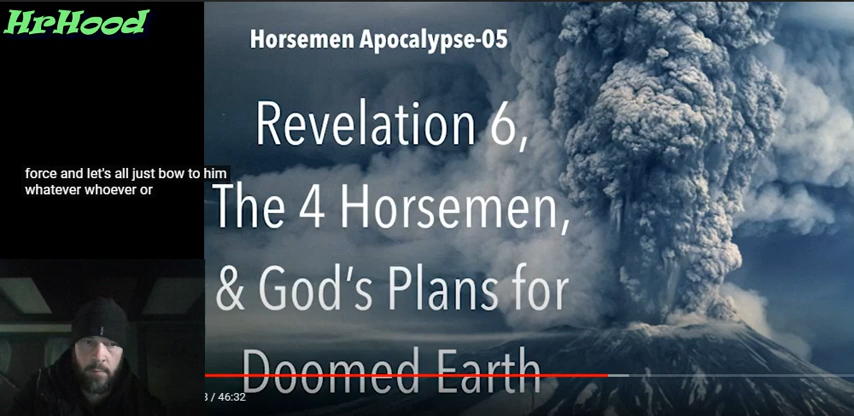 HrHood
Horsemen Apocalypse-05
Revelation 6,
The 4 Horsemen,
& God's Plans for
Doomed Earth
force and let's all just bow to him
whatever whoever or
/ 46:32